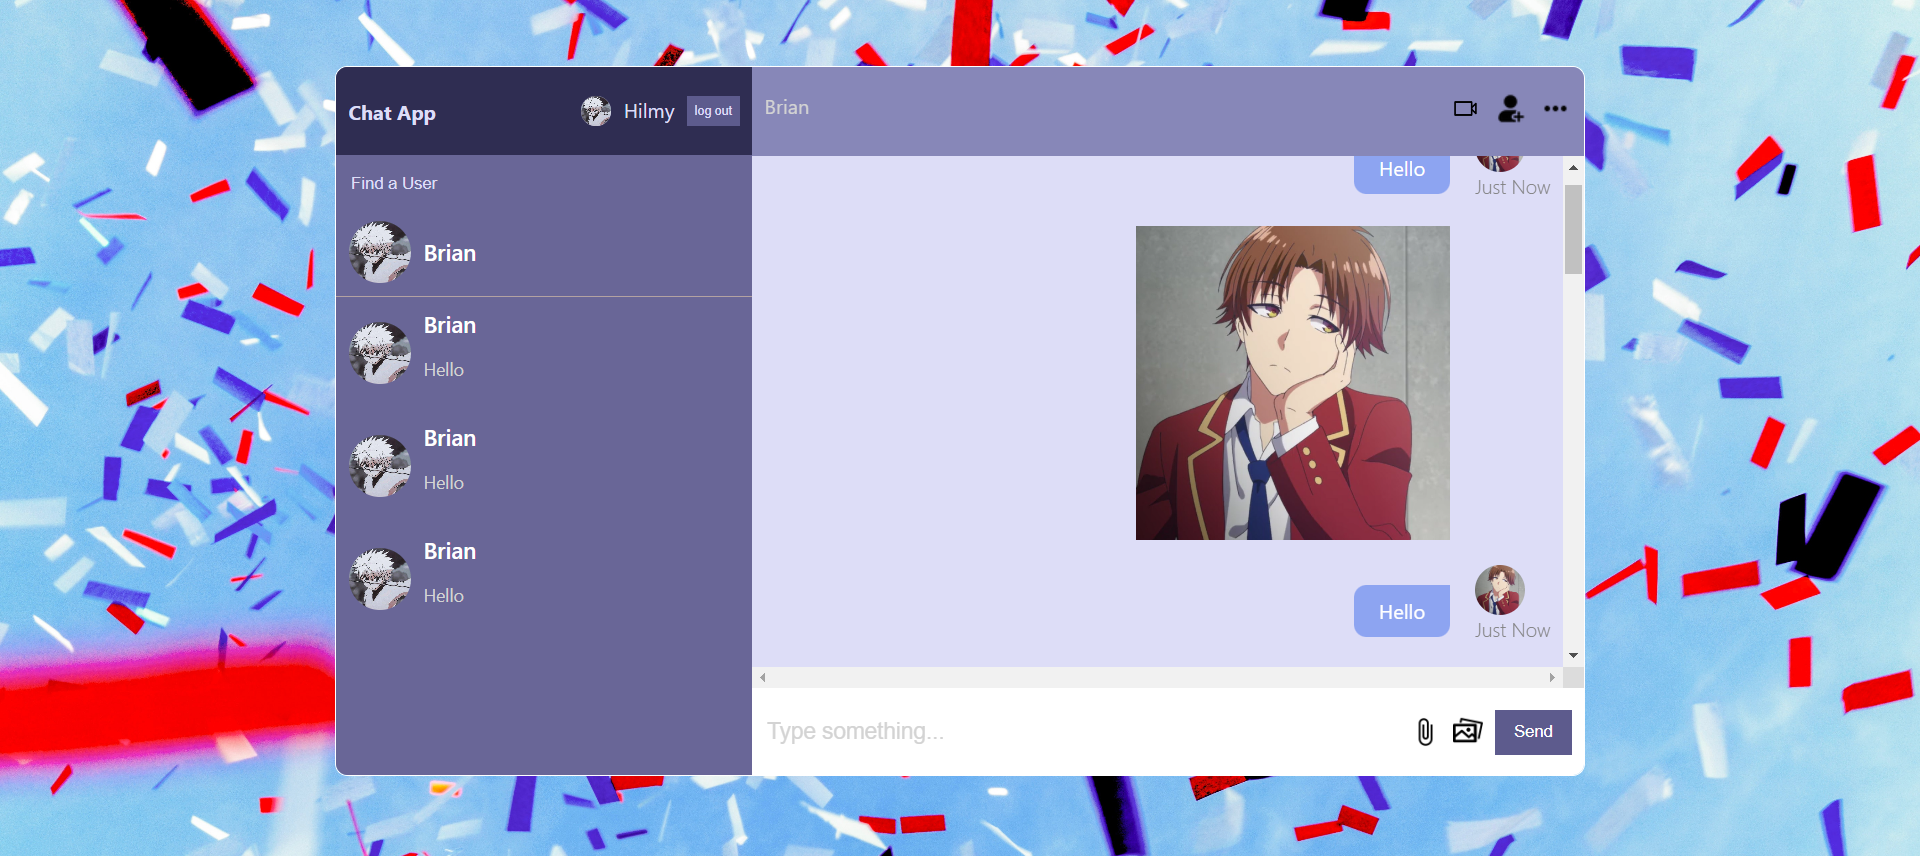 Chat App
Hilmy
log out
Find a User
Brian
Brian
Hello
Brian
Hello
Brian
Hello
Brian
Hello
Just Now
Hello
Just Now
Type something...
Send